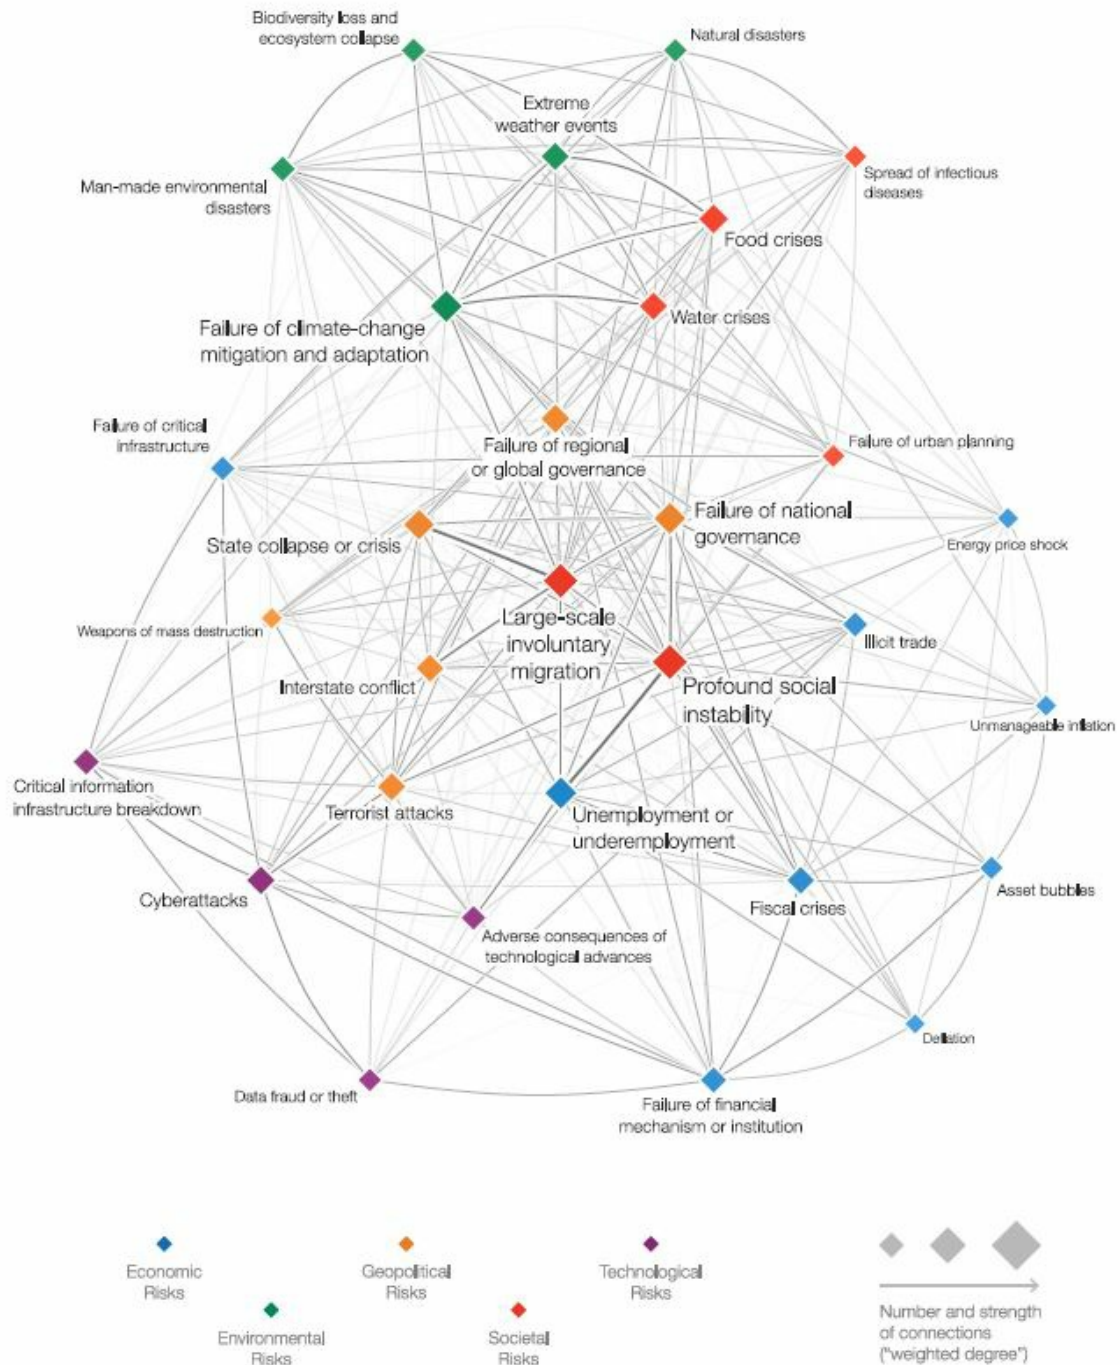 Biodiversity loss and
ecosystem collapse
Natural disasters
Extreme
weather events
Man-made environmental
disasters
Spread of infectious
diseases
Food crises
Water crises
Failure of climate-change
mitigation and adaptation
Failure of critical
infrastructure
Failure of regional
or global governance
Failure of urban planning
State collapse or crisis
Failure of national
governance
Energy price shock
Weapons of mass destruction
Large-scale
involuntary
migration
Illicit trade
Interstate conflict
Profound social
instability
Unmanageable inflation
Critical information
infrastructure breakdown
Terrorist attacks
Unemployment or
underemployment
Cyberattacks
Fiscal crises
Asset bubbles
Adverse consequences of
technological advances
Deflation
Data fraud or theft
Failure of financial
mechanism or institution
Economic
Risks
Geopolitical
Risks
Technological
Risks
Environmental
Risks
Societal
Risks
Number and strength
of connections
("weighted degree")